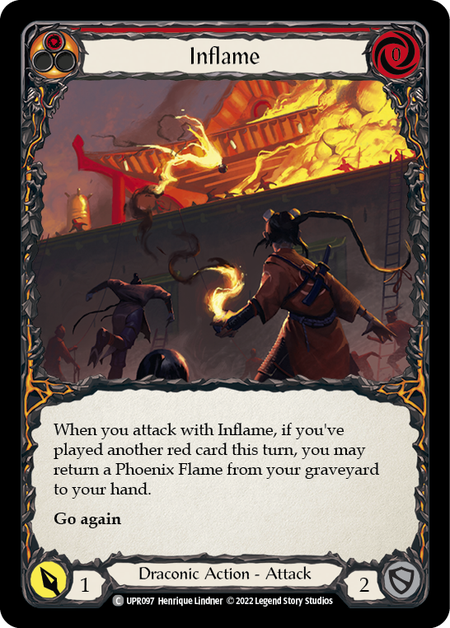 Inflame
0
When you attack with Inflame, if you've
played another red card this turn, you may
return a Phoenix Flame from your graveyard
to your hand.
Go again
1
Draconic Action - Attack
2
C UPR097 Henrique Lindner © 2022 Legend Story Studios